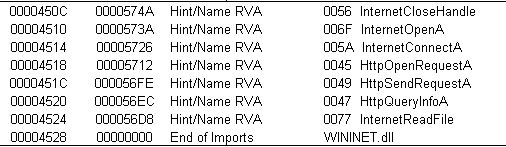 0000450C 0000574A Hint/Name RVA 0056 InternetCloseHandle
00004510 0000573A Hint/Name RVA 006F InternetOpenA
00004514 00005726 Hint/Name RVA 005A InternetConnectA
00004518 00005712 Hint/Name RVA 0045 HttpOpenRequestA
0000451C 000056FE Hint/Name RVA 0049 HttpSendRequestA
00004520 000056EC Hint/Name RVA 0047 HttpQueryInfoA
00004524 000056D8 Hint/Name RVA 0077 InternetReadFile
00004528 00000000 End of Imports WININET.dll